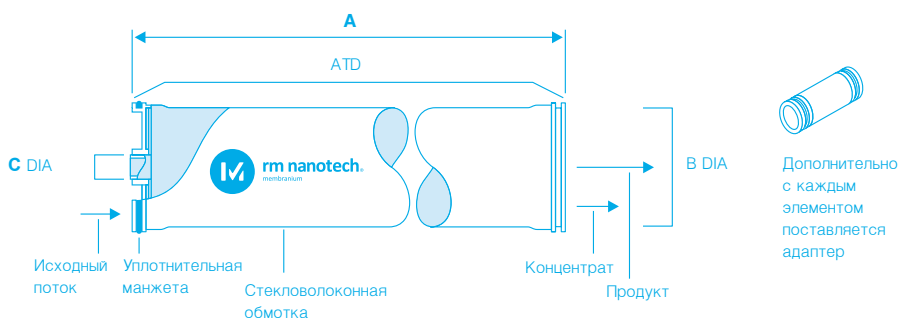 A
ATD
C DIA
rm nanotech®
membranium
B DIA
Дополнительно
с каждым
элементом
поставляется
адаптер
Исходный
поток
Уплотнительная
манжета
Стекловолоконная
обмотка
Концентрат
Продукт